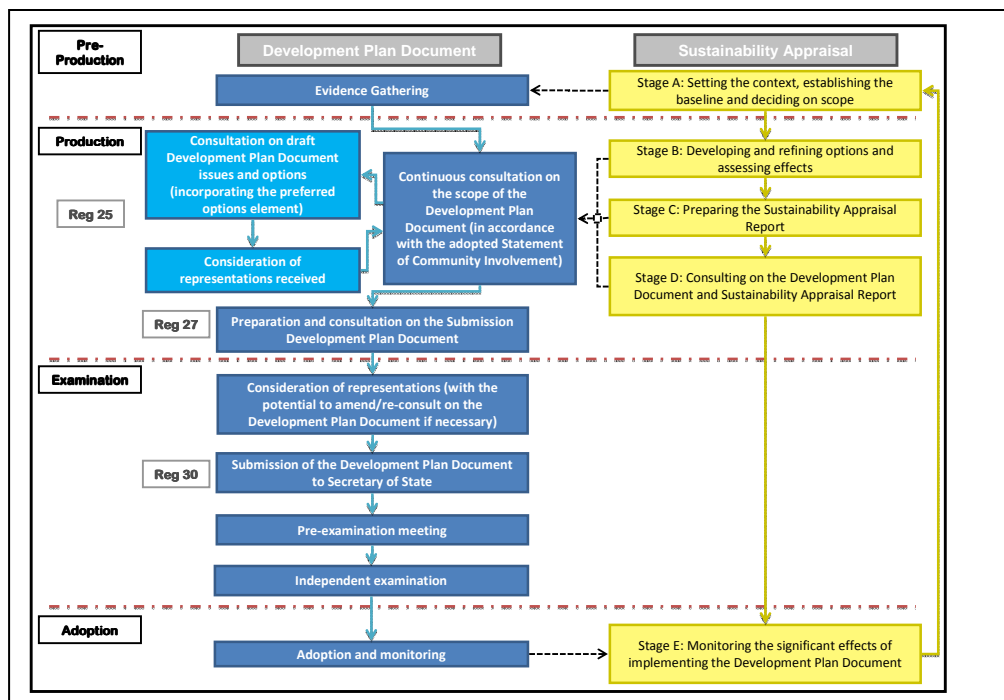 Pre-
Production
Development Plan Document
Sustainability Appraisal
Evidence Gathering
Stage A: Setting the context, establishing the
baseline and deciding on scope
Production
Consultation on draft
Development Plan Document
issues and options
(incorporating the preferred
options element)
Continuous consultation on
the scope of the
Development Plan
Document (in accordance
with the adopted Statement
of Community Involvement)
Stage B: Developing and refining options and
assessing effects
Reg 25
Stage C: Preparing the Sustainability Appraisal
Report
Consideration of
representations received
Stage D: Consulting on the Development Plan
Document and Sustainability Appraisal Report
Reg 27
Preparation and consultation on the Submission
Development Plan Document
Examination
Consideration of representations (with the
potential to amend/re-consult on the
Development Plan Document if necessary)
Reg 30
Submission of the Development Plan Document
to Secretary of State
Pre-examination meeting
Independent examination
Adoption
Adoption and monitoring
Stage E: Monitoring the significant effects of
implementing the Development Plan Document